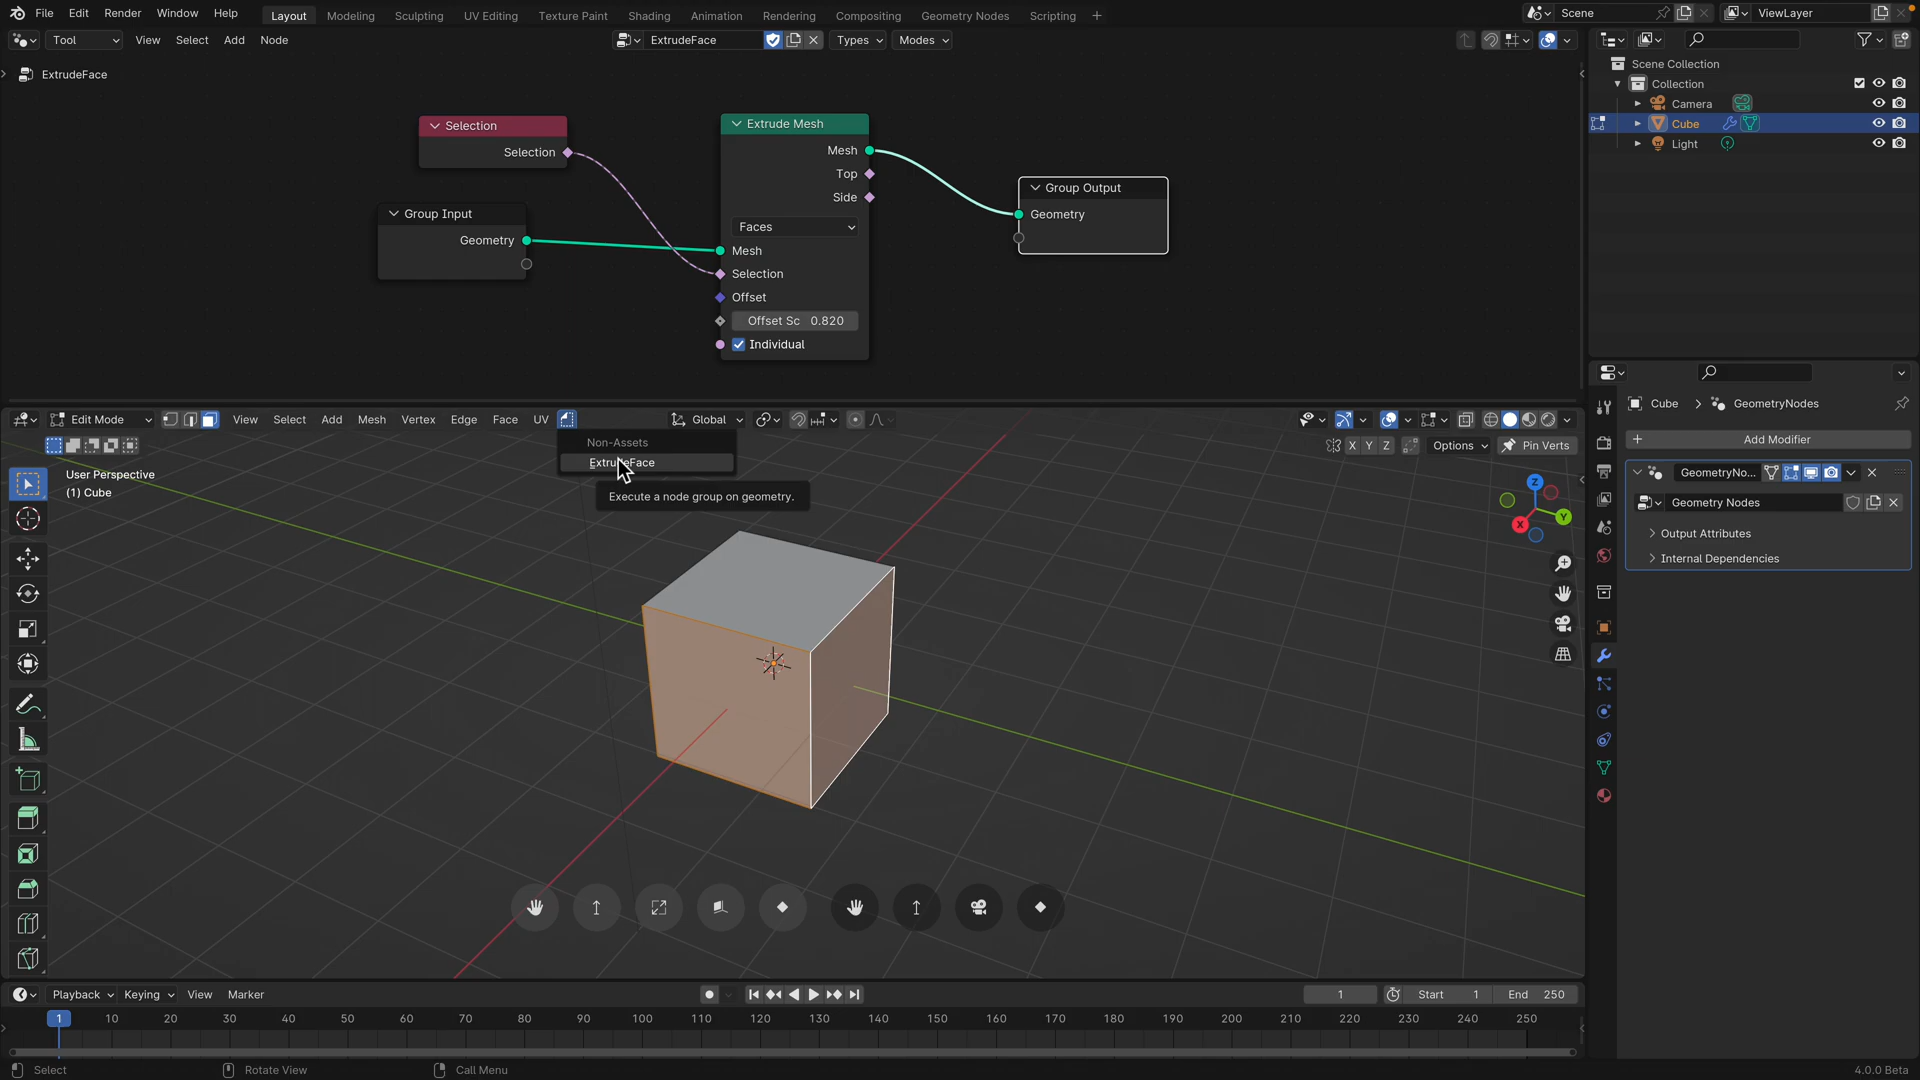 File Edit Render Window Help Layout Modeling Sculpting UV Editing Texture Paint Shading Animation Rendering Compositing Geometry Nodes Scripting + Scene ViewLayer
Tool View Select Add Node ExtrudeFace Types Modes
ExtrudeFace
Selection
Selection
Group Input
Geometry
Extrude Mesh
Mesh
Top
Side
Faces
Mesh
Selection
Offset
Offset Sc 0.820
Individual
Group Output
Geometry
Scene Collection
Collection
Camera
Cube
Light
Edit Mode View Select Add Mesh Vertex Edge Face UV Global
X Y Z Options Pin Verts
Non-Assets
ExtrudeFace
Execute a node group on geometry.
User Perspective
(1) Cube
Z
Y
X
Cube GeometryNodes
+ Add Modifier
GeometryNo...
Geometry Nodes
Output Attributes
Internal Dependencies
Playback Keying View Marker 1 Start 1 End 250
1 10 20 30 40 50 60 70 80 90 100 110 120 130 140 150 160 170 180 190 200 210 220 230 240 250
Select Rotate View Call Menu 4.0.0 Beta